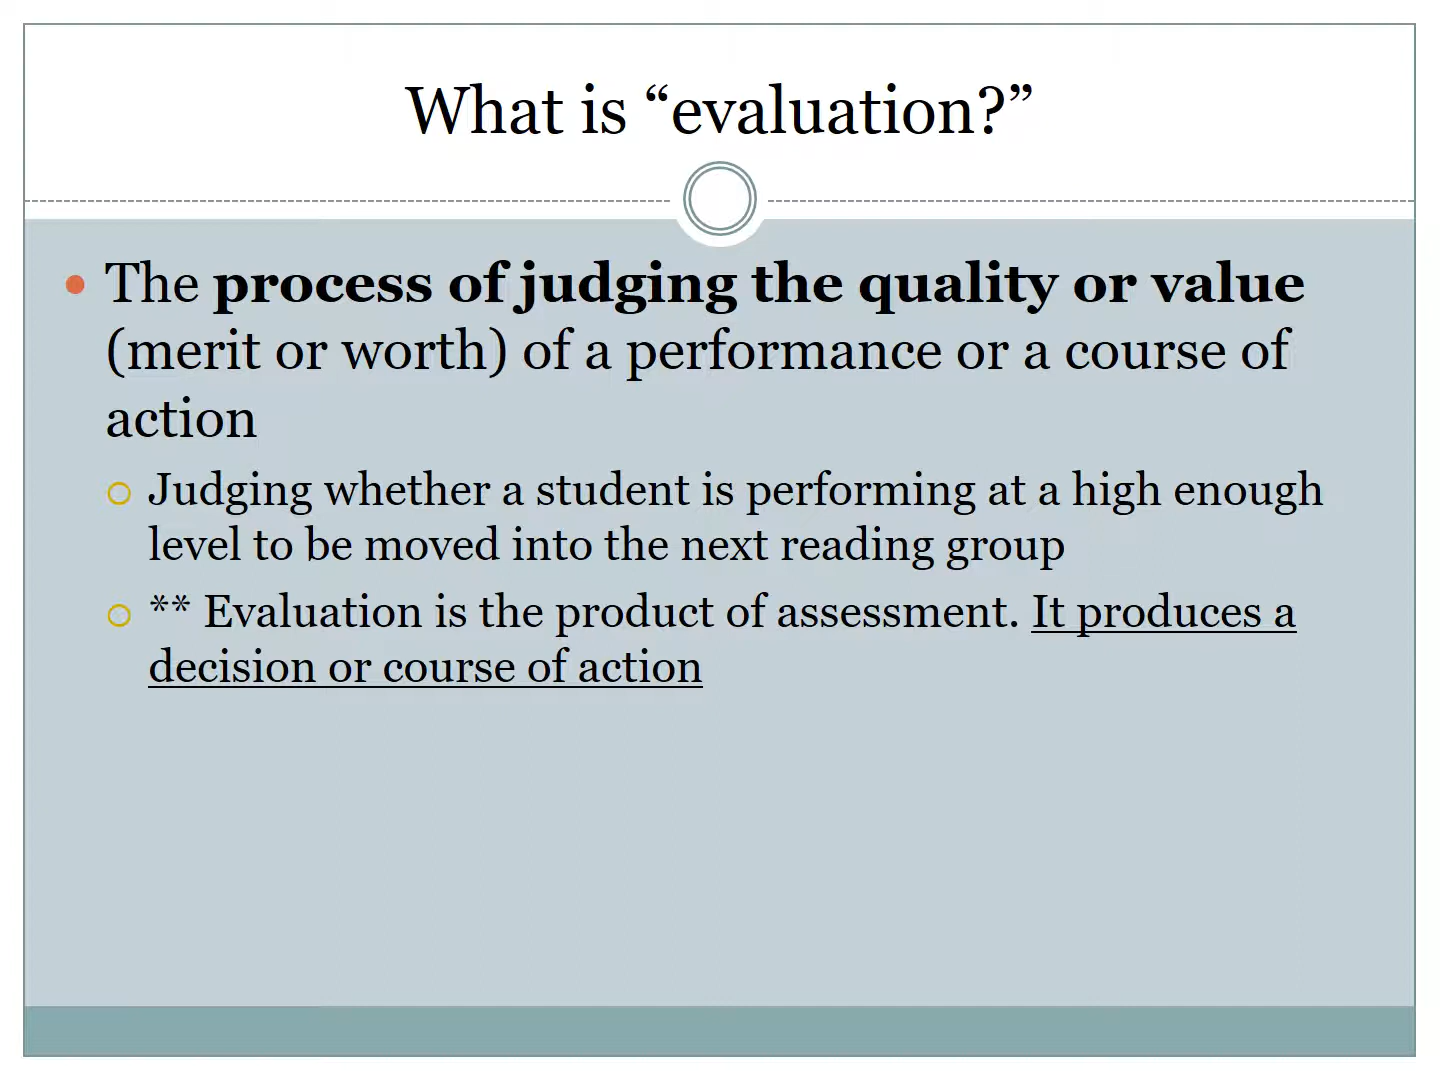 What is “evaluation?”
The process of judging the quality or value
(merit or worth) of a performance or a course of
action
Judging whether a student is performing at a high enough
level to be moved into the next reading group
** Evaluation is the product of assessment. It produces a
decision or course of action